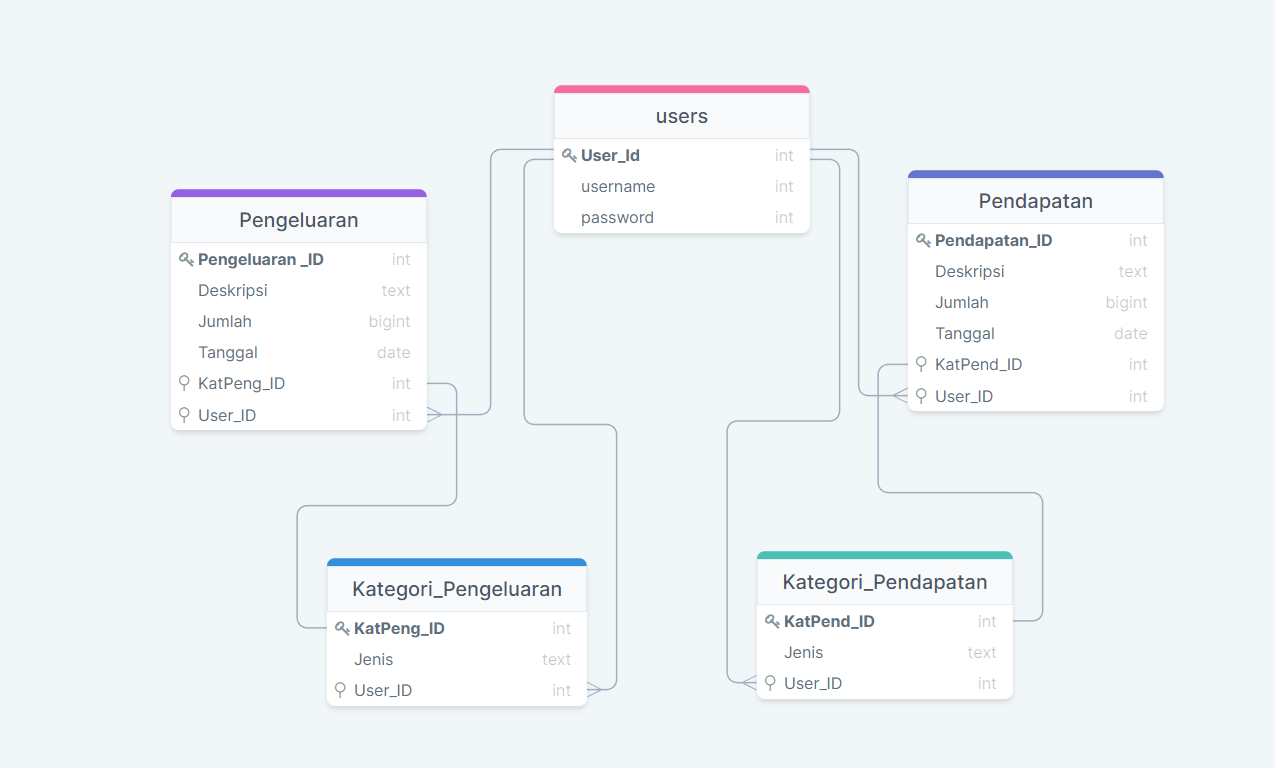 users
User_Id int
username int
password int
Pengeluaran
Pengeluaran _ID int
Deskripsi text
Jumlah bigint
Tanggal date
KatPeng_ID int
User_ID int
Pendapatan
Pendapatan_ID int
Deskripsi text
Jumlah bigint
Tanggal date
KatPend_ID int
User_ID int
Kategori_Pengeluaran
KatPeng_ID int
Jenis text
User_ID int
Kategori_Pendapatan
KatPend_ID int
Jenis text
User_ID int